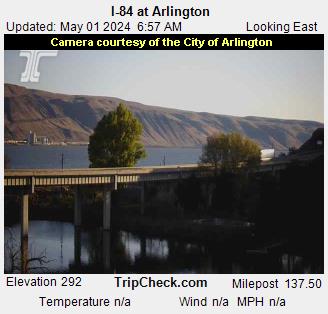 I-84 at Arlington
Updated: May 01 2024 6:57 AM Looking East
Camera courtesy of the City of Arlington
Elevation 292 TripCheck.com Milepost 137.50
Temperature n/a Wind n/a MPH n/a